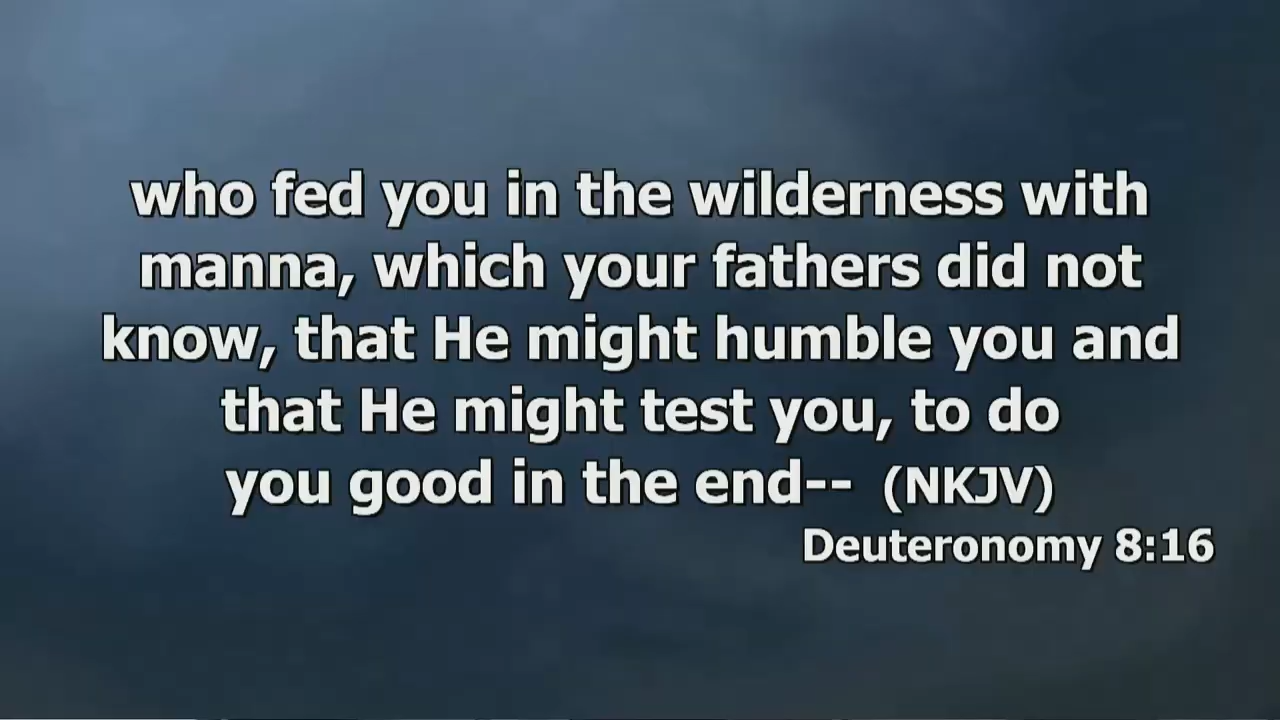 who fed you in the wilderness with
manna, which your fathers did not
know, that He might humble you and
that He might test you, to do
you good in the end-- (NKJV)
Deuteronomy 8:16